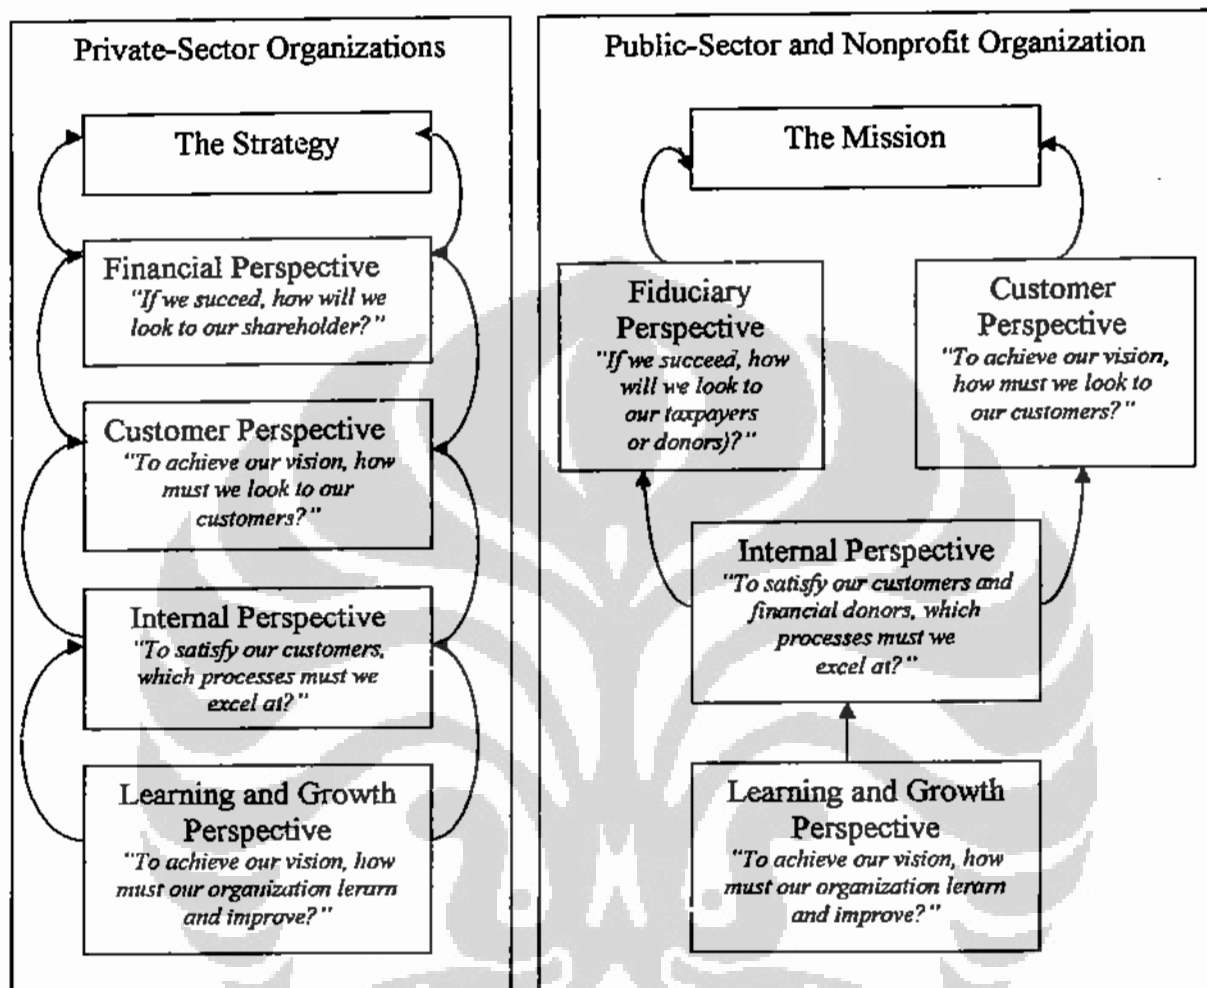 Private-Sector Organizations
The Strategy
Financial Perspective
"If we succed, how will we
look to our shareholder?"
Customer Perspective
"To achieve our vision, how
must we look to our
customers?"
Internal Perspective
"To satisfy our customers,
which processes must we
excel at?"
Learning and Growth
Perspective
"To achieve our vision, how
must our organization lerarn
and improve?"
Public-Sector and Nonprofit Organization
The Mission
Fiduciary
Perspective
"If we succeed, how
will we look to
our taxpayers
or donors)?"
Customer
Perspective
"To achieve our vision,
how must we look to
our customers?"
Internal Perspective
"To satisfy our customers and
financial donors, which
processes must we
excel at?"
Learning and Growth
Perspective
"To achieve our vision, how
must our organization lerarn
and improve?"